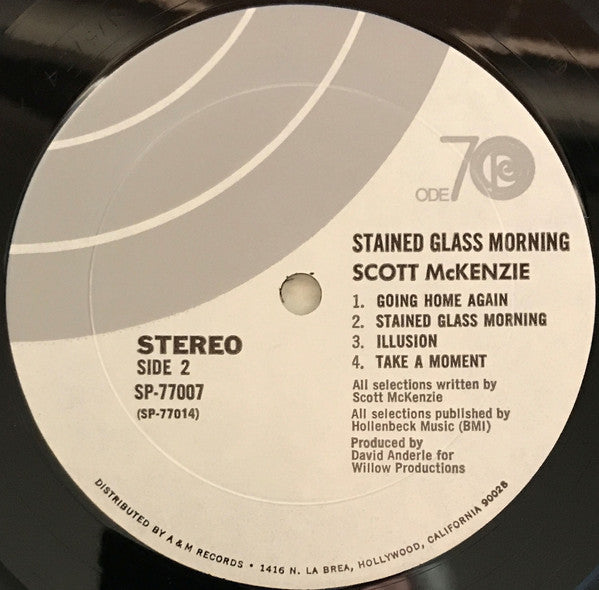 ODE 70
STAINED GLASS MORNING
SCOTT McKENZIE
1. GOING HOME AGAIN
2. STAINED GLASS MORNING
3. ILLUSION
4. TAKE A MOMENT
All selections written by
Scott McKenzie
All selections published by
Hollenbeck Music (BMI)
Produced by
David Anderle for
Willow Productions
STEREO
SIDE 2
SP-77007
(SP-77014)
DISTRIBUTED BY A & M RECORDS • 1416 N. LA BREA, HOLLYWOOD, CALIFORNIA 90028